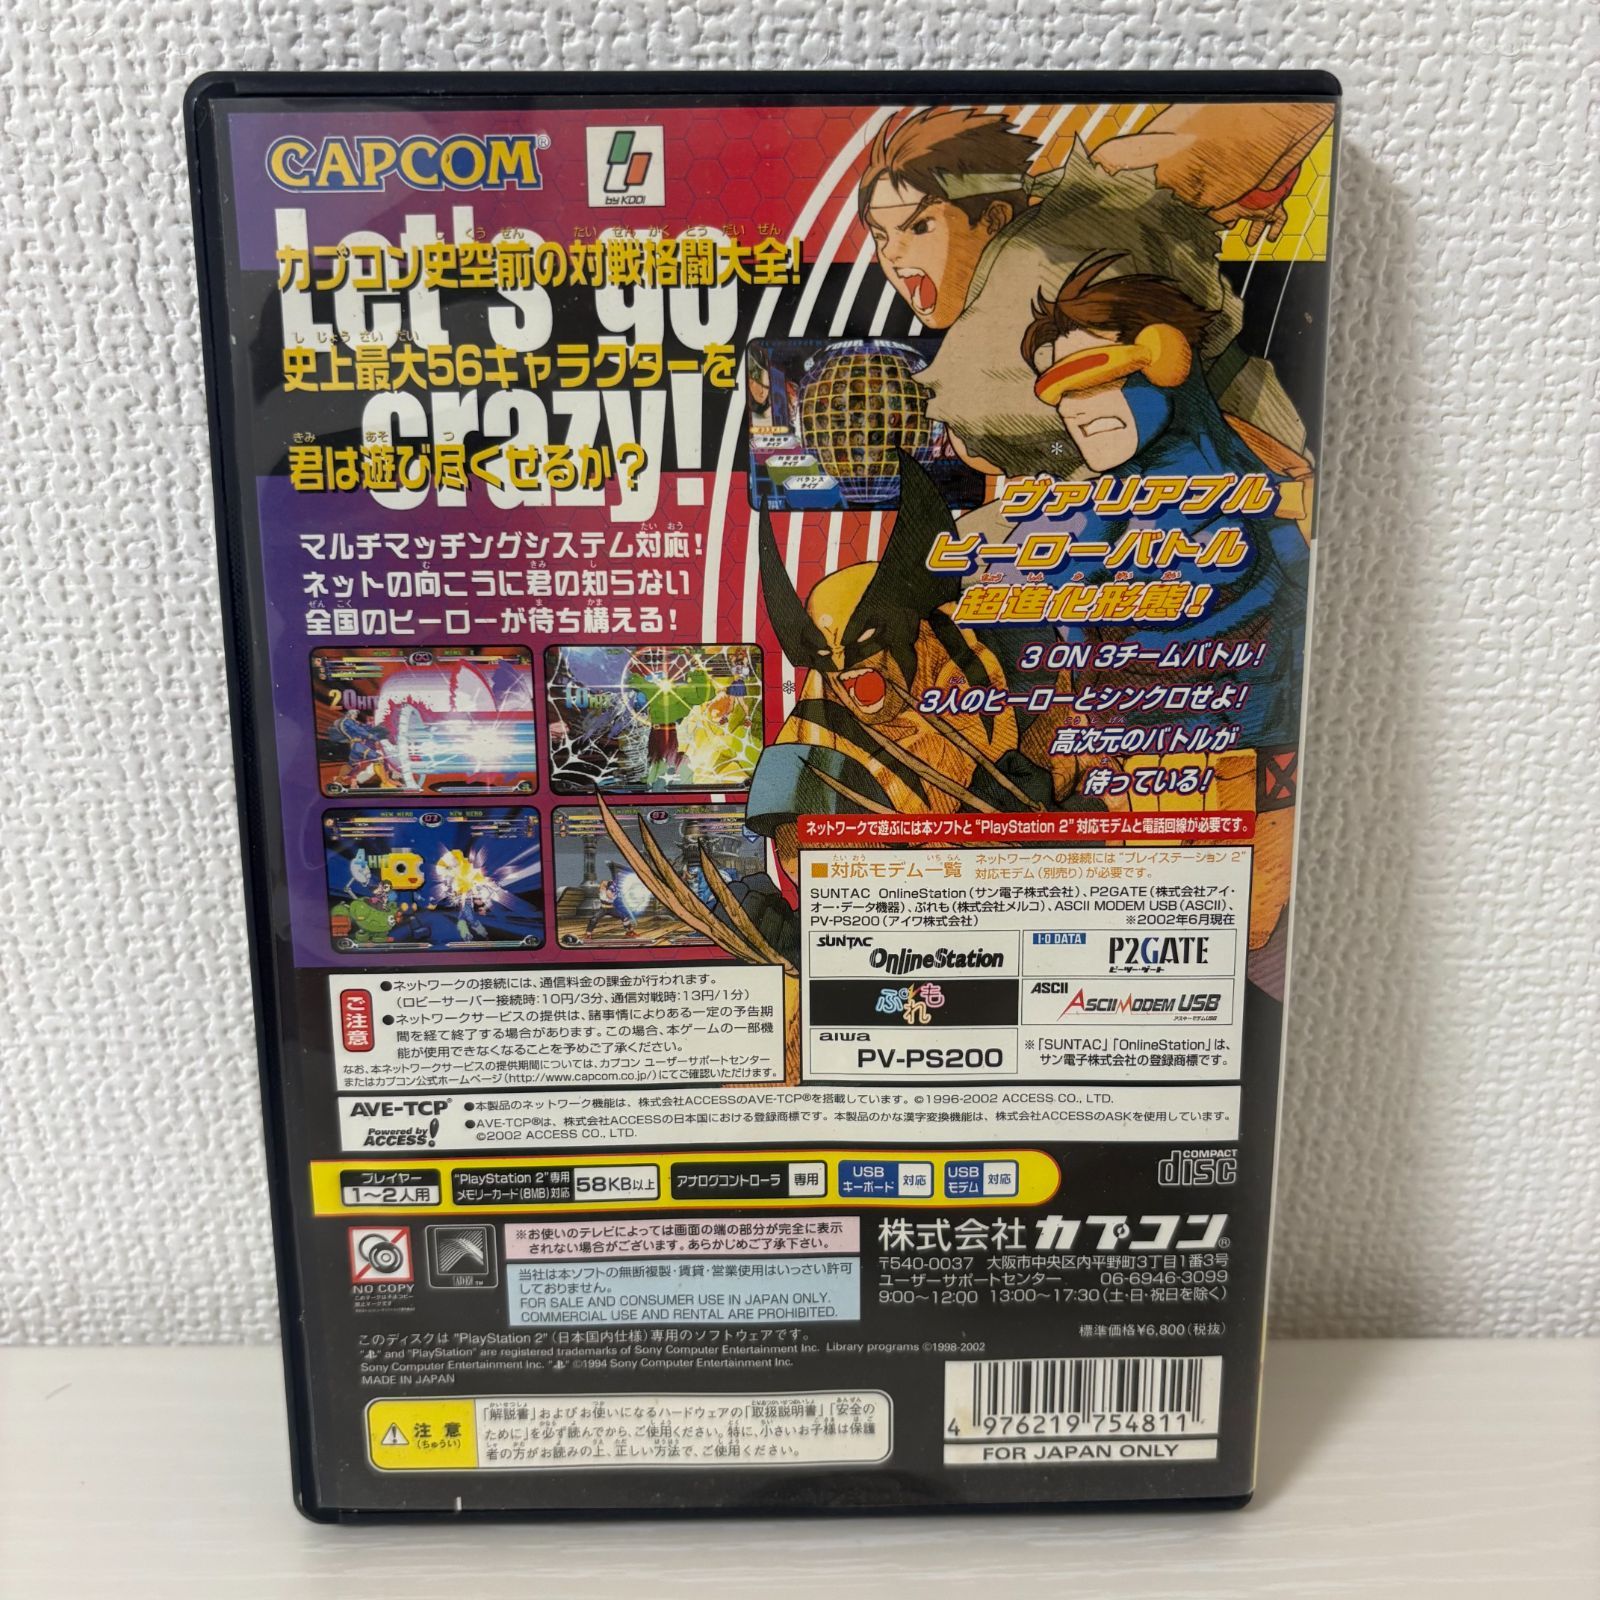 CAPCOM®
by KDDI
Let's go
crazy!
カプコン史空前の対戦格闘大全!
史上最大56キャラクターを
君は遊び尽くせるか?
マルチマッチングシステム対応!
ネットの向こうに君の知らない
全国のヒーローが待ち構える!
ヴァリアブル
ヒーローバトル
超進化形態!
3 ON 3チームバトル!
3人のヒーローとシンクロせよ!
高次元のバトルが
待っている!
ネットワークで遊ぶには本ソフトと"PlayStation 2"対応モデムと電話回線が必要です。
■対応モデム一覧
ネットワークへの接続には"プレイステーション 2"
対応モデム(別売り)が必要です。
SUNTAC OnlineStation(サン電子株式会社)、P2GATE(株式会社アイ・
オー・データ機器)、ぷれも(株式会社メルコ)、ASCII MODEM USB(ASCII)、
PV-PS200(アイワ株式会社)
※2002年6月現在
SUNTAC OnlineStation
I-O DATA P2GATE
ピーツー・ゲート
ぷれも
ASCII ASCII MODEM USB
アスキーモデムUSB
aiwa PV-PS200
※「SUNTAC」「OnlineStation」は、
サン電子株式会社の登録商標です。
ご注意
●ネットワークの接続には、通信料金の課金が行われます。
(ロビーサーバー接続時:10円/3分、通信対戦時:13円/1分)
●ネットワークサービスの提供は、諸事情によりある一定の予告期
間を経て終了する場合があります。この場合、本ゲームの一部機
能が使用できなくなることを予めご了承ください。
なお、本ネットワークサービスの提供期間については、カプコン ユーザーサポートセンター
またはカプコン公式ホームページ(http://www.capcom.co.jp/)にてご確認いただけます。
AVE-TCP®
Powered by
ACCESS!
●本製品のネットワーク機能は、株式会社ACCESSのAVE-TCP®を搭載しています。©1996-2002 ACCESS CO., LTD.
●AVE-TCP®は、株式会社ACCESSの日本国における登録商標です。本製品のかな漢字変換機能は、株式会社ACCESSのASKを使用しています。
©2002 ACCESS CO., LTD.
プレイヤー
1～2人用
"PlayStation 2"専用
メモリーカード(8MB)対応
58KB以上
アナログコントローラ 専用
USB
キーボード 対応
USB
モデム 対応
COMPACT
disc
NO COPY
※お使いのテレビによっては画面の端の部分が完全に表示
されない場合がございます。あらかじめご了承下さい。
当社は本ソフトの無断複製・賃貸・営業使用はいっさい許可
しておりません。
FOR SALE AND CONSUMER USE IN JAPAN ONLY.
COMMERCIAL USE AND RENTAL ARE PROHIBITED.
株式会社カプコン®
〒540-0037 大阪市中央区内平野町3丁目1番3号
ユーザーサポートセンター 06-6946-3099
9:00～12:00 13:00～17:30(土・日・祝日を除く)
標準価格¥6,800(税抜)
このディスクは"PlayStation 2"(日本国内仕様)専用のソフトウェアです。
" " and "PlayStation" are registered trademarks of Sony Computer Entertainment Inc. Library programs ©1998-2002
Sony Computer Entertainment Inc. " " ©1994 Sony Computer Entertainment Inc.
MADE IN JAPAN
注意
(ちゅうい)
「解説書」およびお使いになるハードウェアの「取扱説明書」「安全の
ために」を必ず読んでから、ご使用ください。特に、小さいお子様は保護
者の方がお読みの上、正しい方法で、ご使用ください。
4 976219 754811
FOR JAPAN ONLY